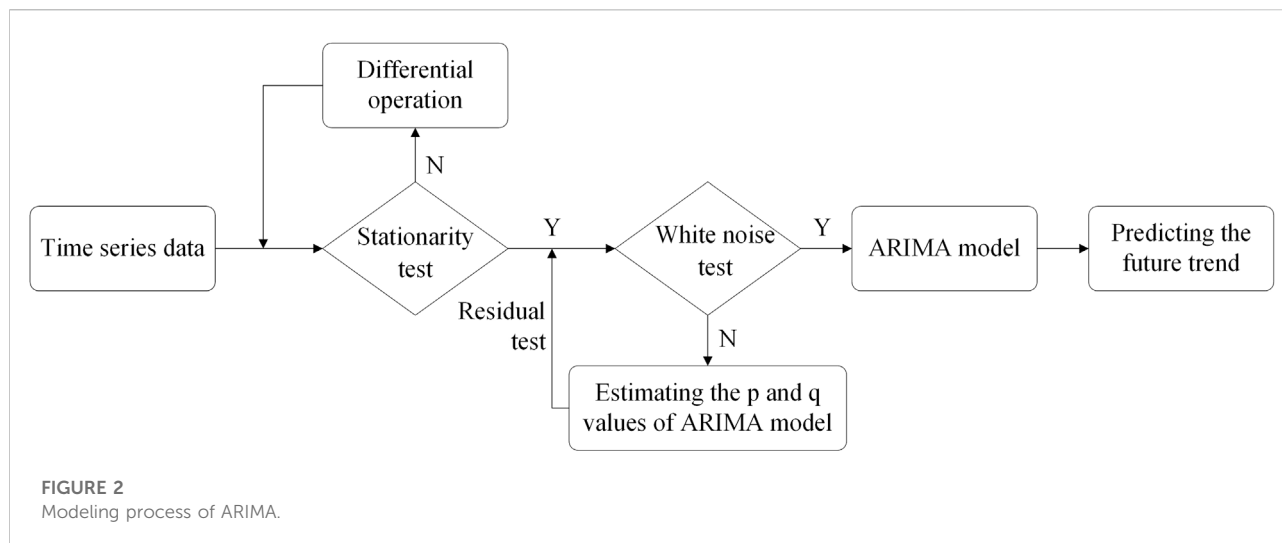 Differential
operation
N
Time series data
Stationarity
test
Y
White noise
test
Y
ARIMA model
Predicting the
future trend
Residual
test
N
Estimating the p and q
values of ARIMA model
FIGURE 2
Modeling process of ARIMA.